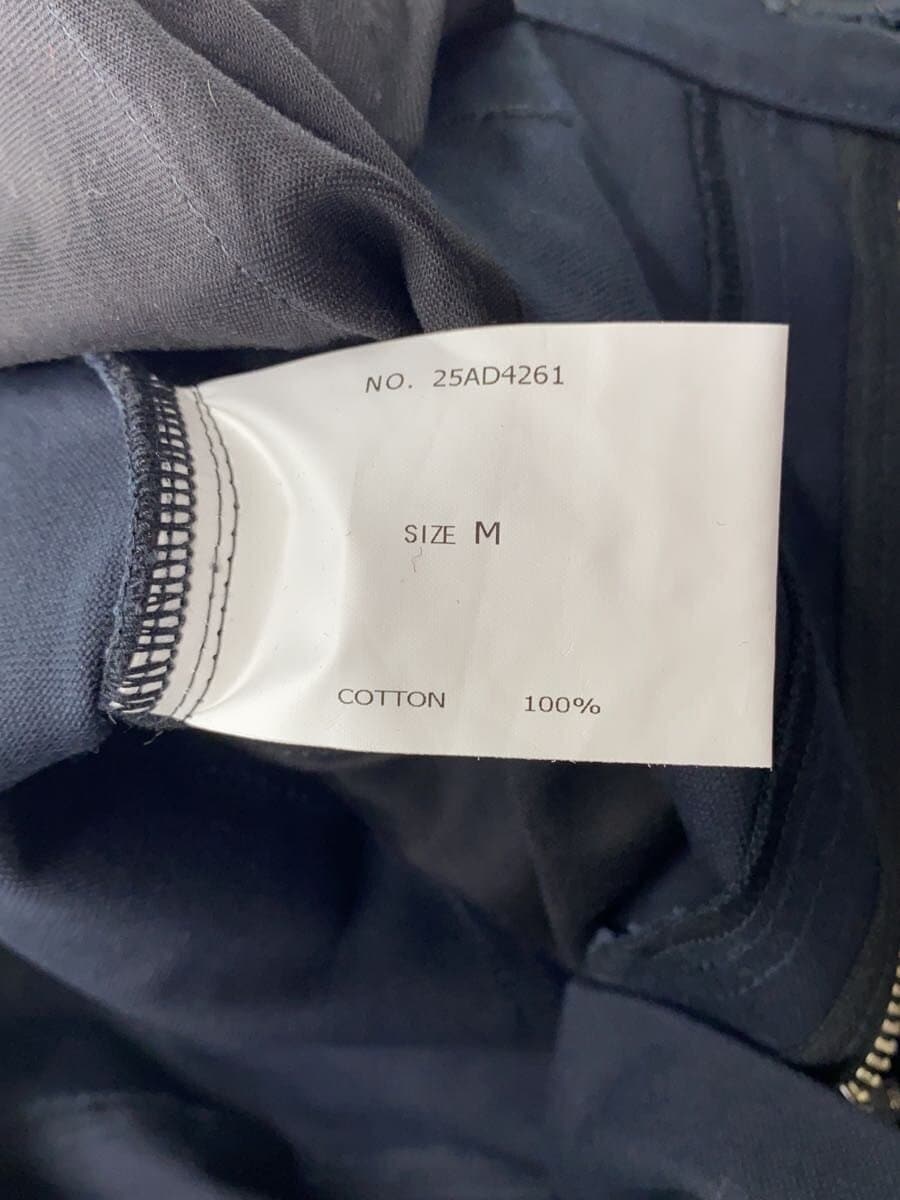 NO. 25AD4261
SIZE M
COTTON 100%